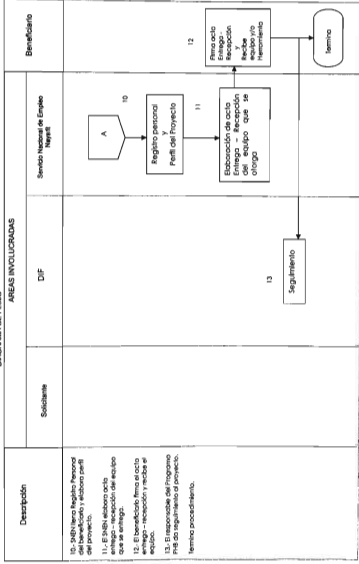 AREAS INVOLUCRADAS
Descripción
Solicitante
DIF
Servicio Nacional de Empleo
Nayarit
Beneficiario
10.- SNEN llena Registro Personal
del beneficiario y elabora perfil
del proyecto.
11.- El SNEN elabora acta
entrega - recepción del equipo
que se entrega.
12.- El beneficiario firma el acta
entrega - recepción y recibe el
equipo.
13.- El responsable del Programa
da seguimiento al proyecto.
Termina procedimiento.
A
10
Registro personal
y
Perfil del Proyecto
11
Elaboración de acta
Entrega - Recepción
del equipo que se
otorga
12
Firma acta
Entrega -
Recepción
y
Recibe
equipo y/o
Herramienta
13
Seguimiento
Termina